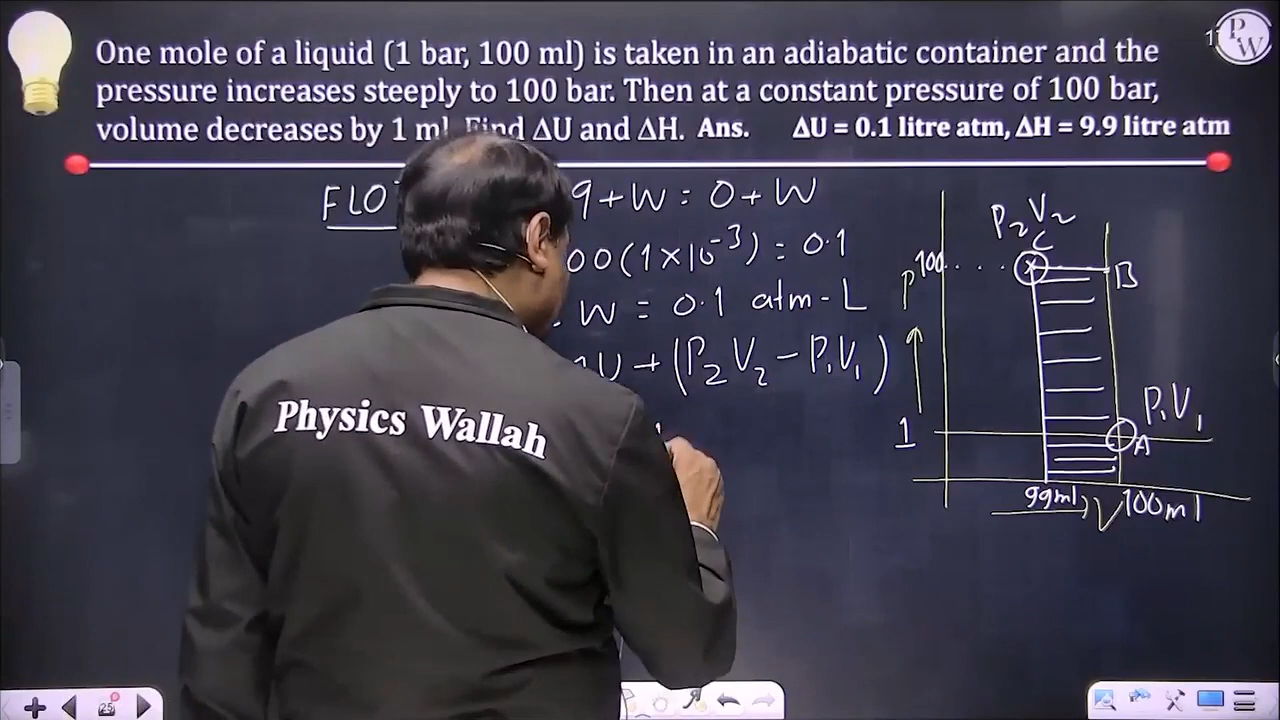 One mole of a liquid (1 bar, 100 ml) is taken in an adiabatic container and the
pressure increases steeply to 100 bar. Then at a constant pressure of 100 bar,
volume decreases by 1 ml. Find ΔU and ΔH. Ans. ΔU = 0.1 litre atm, ΔH = 9.9 litre atm
PW
FLO
q + W = 0 + W
00(1×10⁻³) = 0.1
W = 0.1 atm-L
U + (P₂V₂ - P₁V₁)
P₂V₂
C
100
B
P
P₁V₁
1
A
99ml
V
100ml
Physics Wallah
25